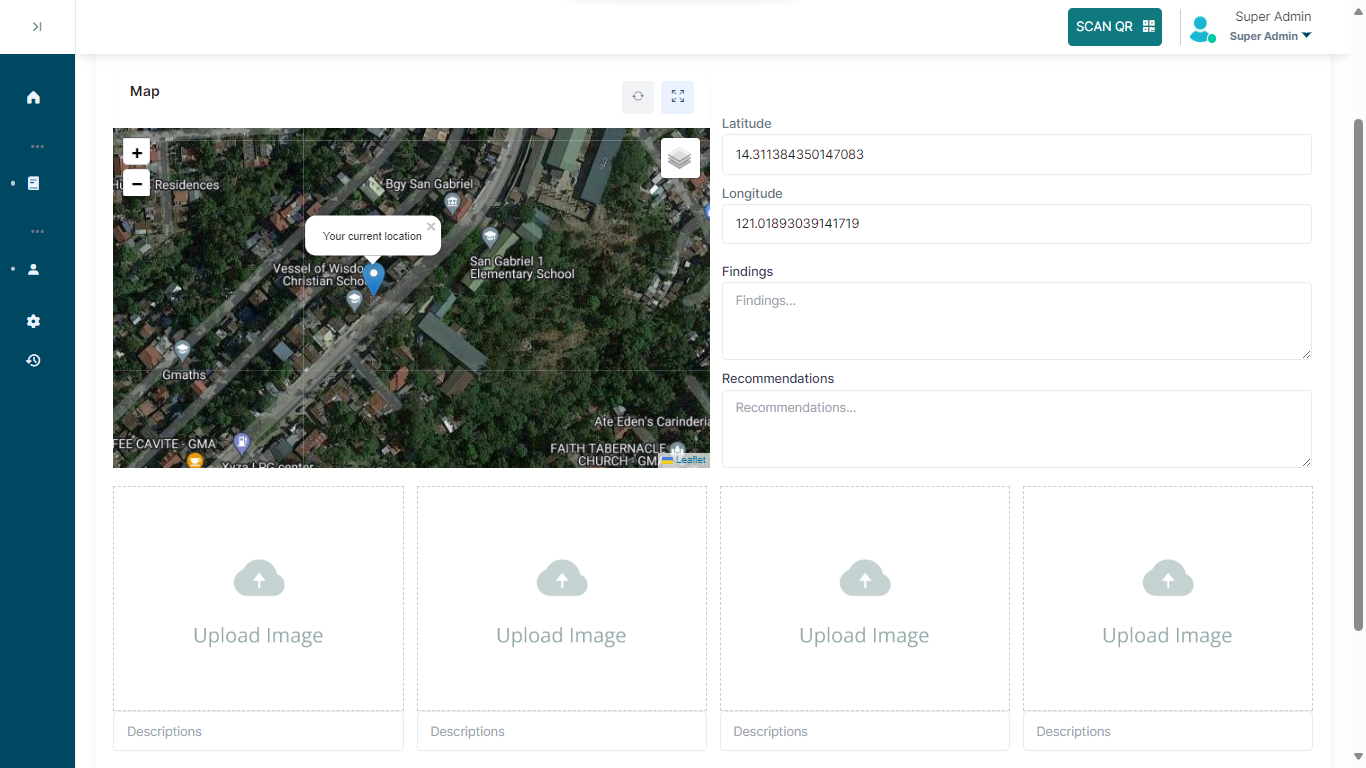 SCAN QR
Super Admin
Super Admin
Map
+
−
Residences
Bgy San Gabriel
Your current location
×
Vessel of Wisdo
Christian Scho
San Gabriel 1
Elementary School
Gmaths
Ate Eden's Carinderia
FEE CAVITE - GMA
FAITH TABERNACLE
CHURCH - GM
Xyza LPG center
Leaflet
Latitude
14.311384350147083
Longitude
121.01893039141719
Findings
Findings...
Recommendations
Recommendations...
Upload Image
Upload Image
Upload Image
Upload Image
Descriptions
Descriptions
Descriptions
Descriptions